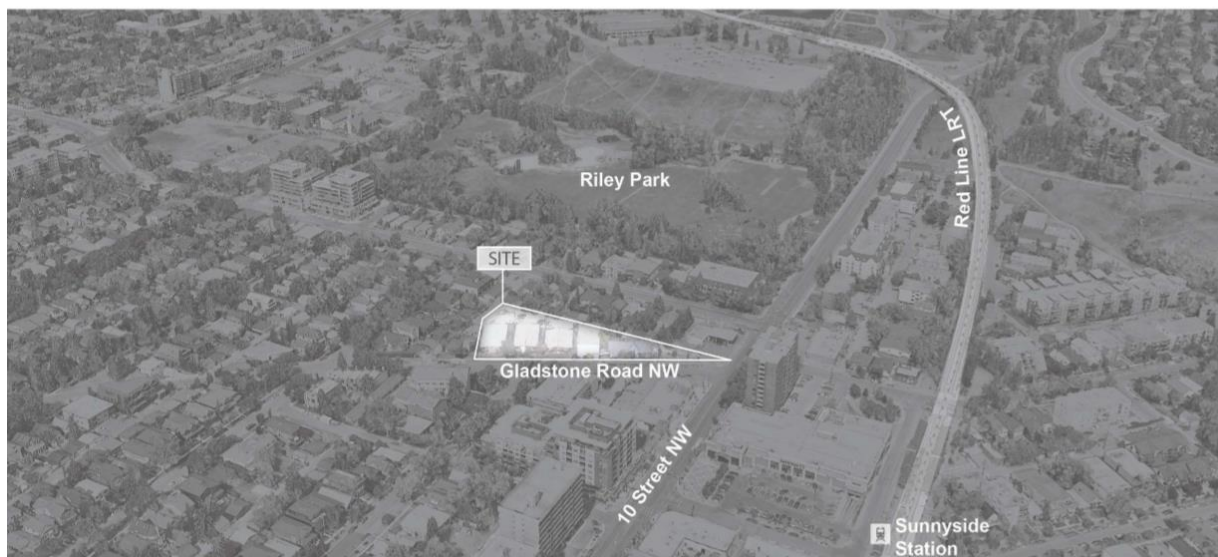 Red Line LRT
Riley Park
SITE
Gladstone Road NW
10 Street NW
Sunnyside
Station